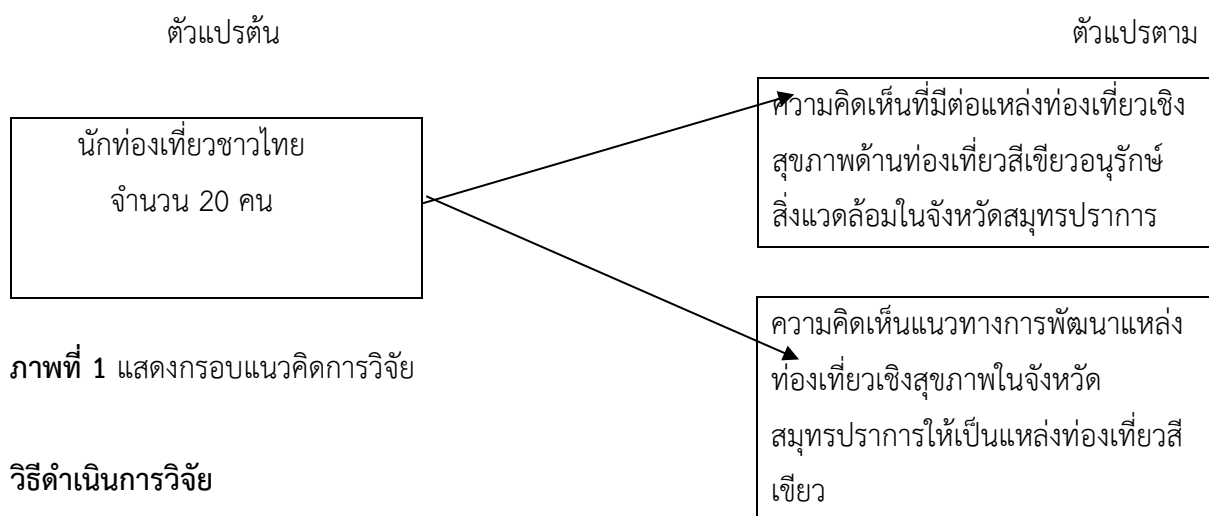 ตัวแปรต้น
ตัวแปรตาม
นักท่องเที่ยวชาวไทย
จำนวน 20 คน
ความคิดเห็นที่มีต่อแหล่งท่องเที่ยวเชิง
สุขภาพด้านท่องเที่ยวสีเขียวอนุรักษ์
สิ่งแวดล้อมในจังหวัดสมุทรปราการ
ความคิดเห็นแนวทางการพัฒนาแหล่ง
ท่องเที่ยวเชิงสุขภาพในจังหวัด
สมุทรปราการให้เป็นแหล่งท่องเที่ยวสี
เขียว
ภาพที่ 1 แสดงกรอบแนวคิดการวิจัย
วิธีดำเนินการวิจัย